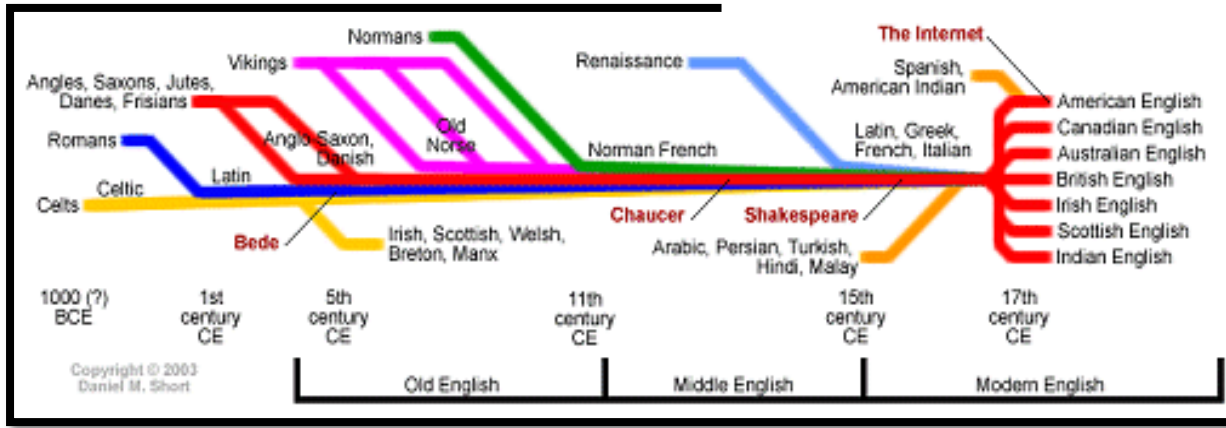 Normans
The Internet
Vikings
Renaissance
Spanish,
American Indian
Angles, Saxons, Jutes,
Danes, Frisians
American English
Romans
Anglo Saxon,
Danish
Old
Norse
Latin, Greek,
French, Italian
Canadian English
Norman French
Australian English
Celtic
Latin
British English
Celts
Chaucer
Shakespeare
Irish English
Bede
Irish, Scottish, Welsh,
Breton, Manx
Arabic, Persian, Turkish,
Hindi, Malay
Scottish English
Indian English
1000 (?)
BCE
1st
century
CE
5th
century
CE
11th
century
CE
15th
century
CE
17th
century
CE
Copyright © 2003
Daniel M. Short
Old English
Middle English
Modern English